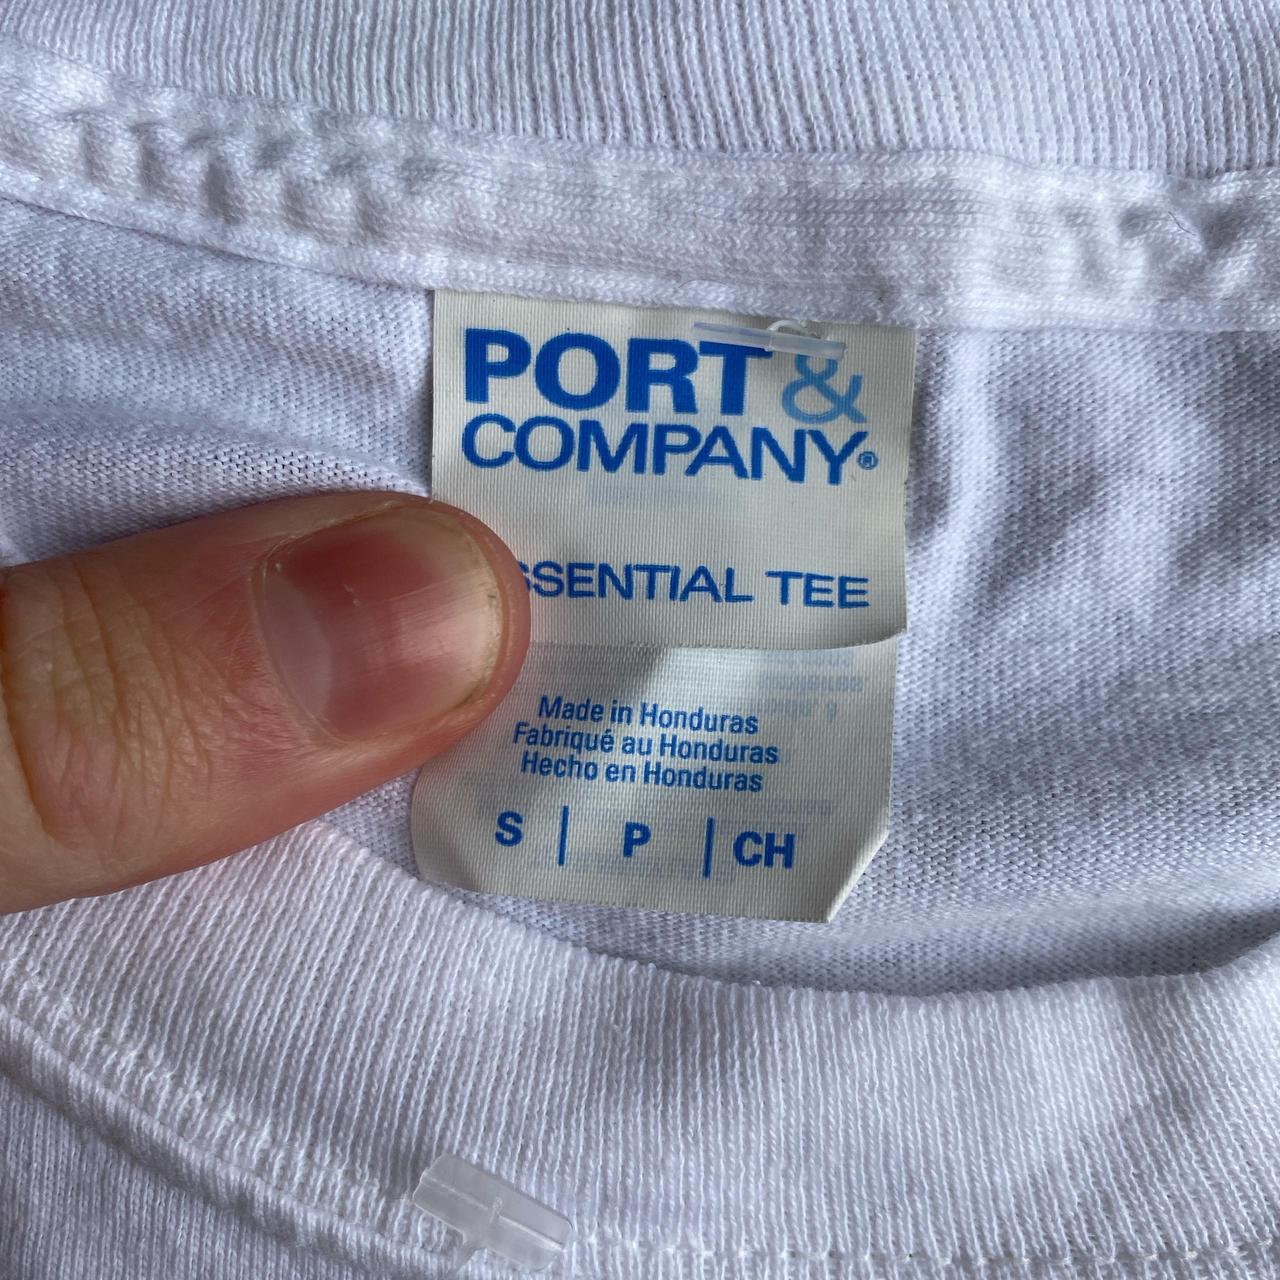 PORT &
COMPANY®
SSENTIAL TEE
Made in Honduras
Fabriqué au Honduras
Hecho en Honduras
S | P | CH